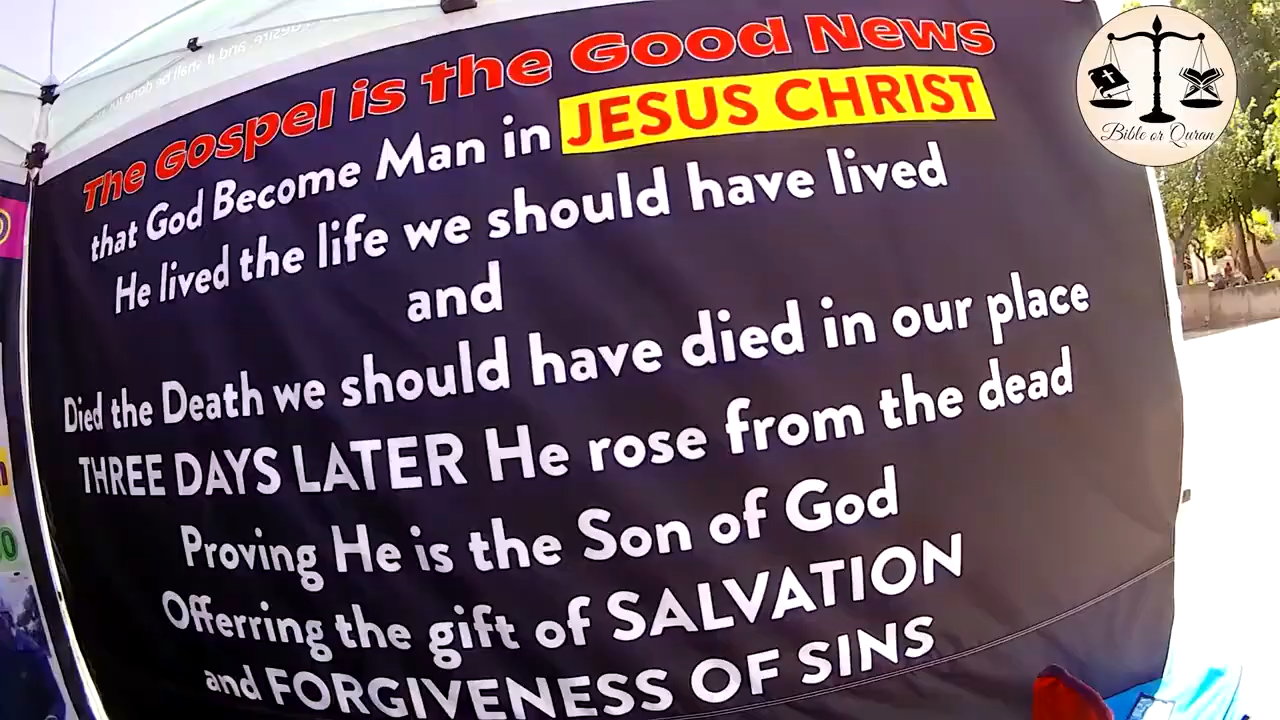 The Gospel is the Good News
that God Become Man in JESUS CHRIST
He lived the life we should have lived
and
Died the Death we should have died in our place
THREE DAYS LATER He rose from the dead
Proving He is the Son of God
Offerring the gift of SALVATION
and FORGIVENESS OF SINS
Bible or Quran